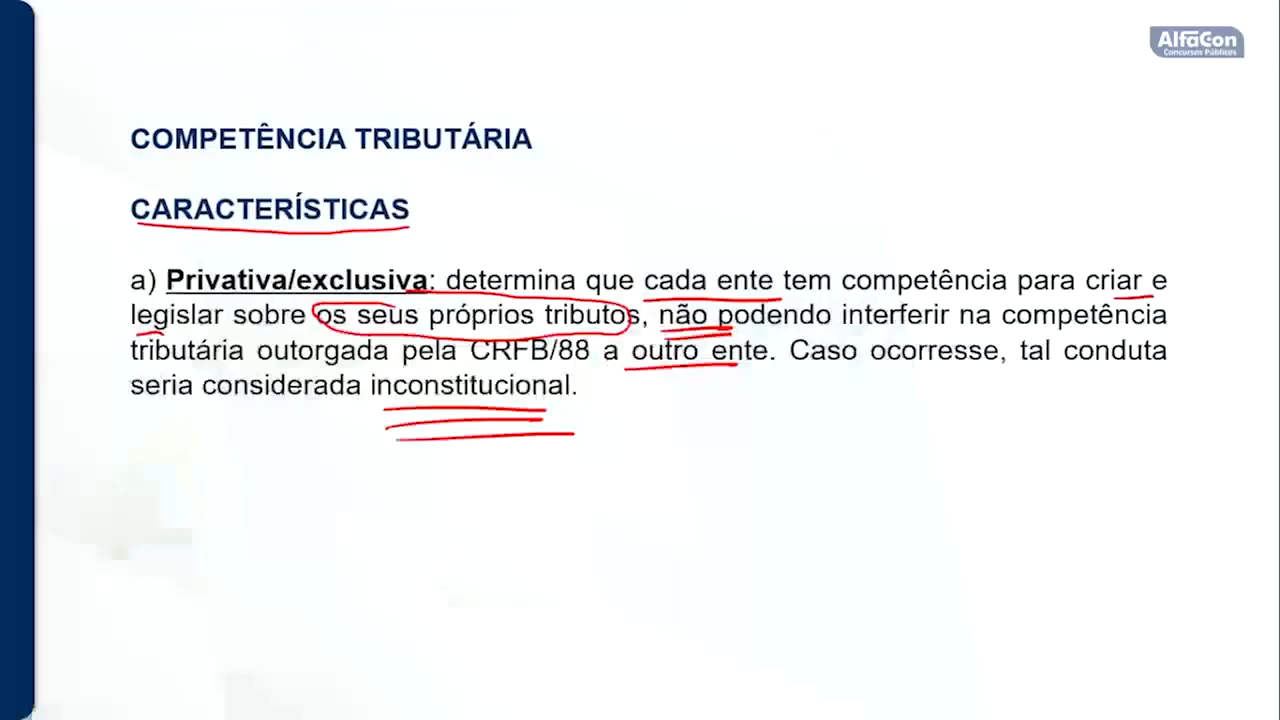 AlfaCon
Concursos Públicos
COMPETÊNCIA TRIBUTÁRIA
CARACTERÍSTICAS
a) Privativa/exclusiva: determina que cada ente tem competência para criar e
legislar sobre os seus próprios tributos, não podendo interferir na competência
tributária outorgada pela CRFB/88 a outro ente. Caso ocorresse, tal conduta
seria considerada inconstitucional.